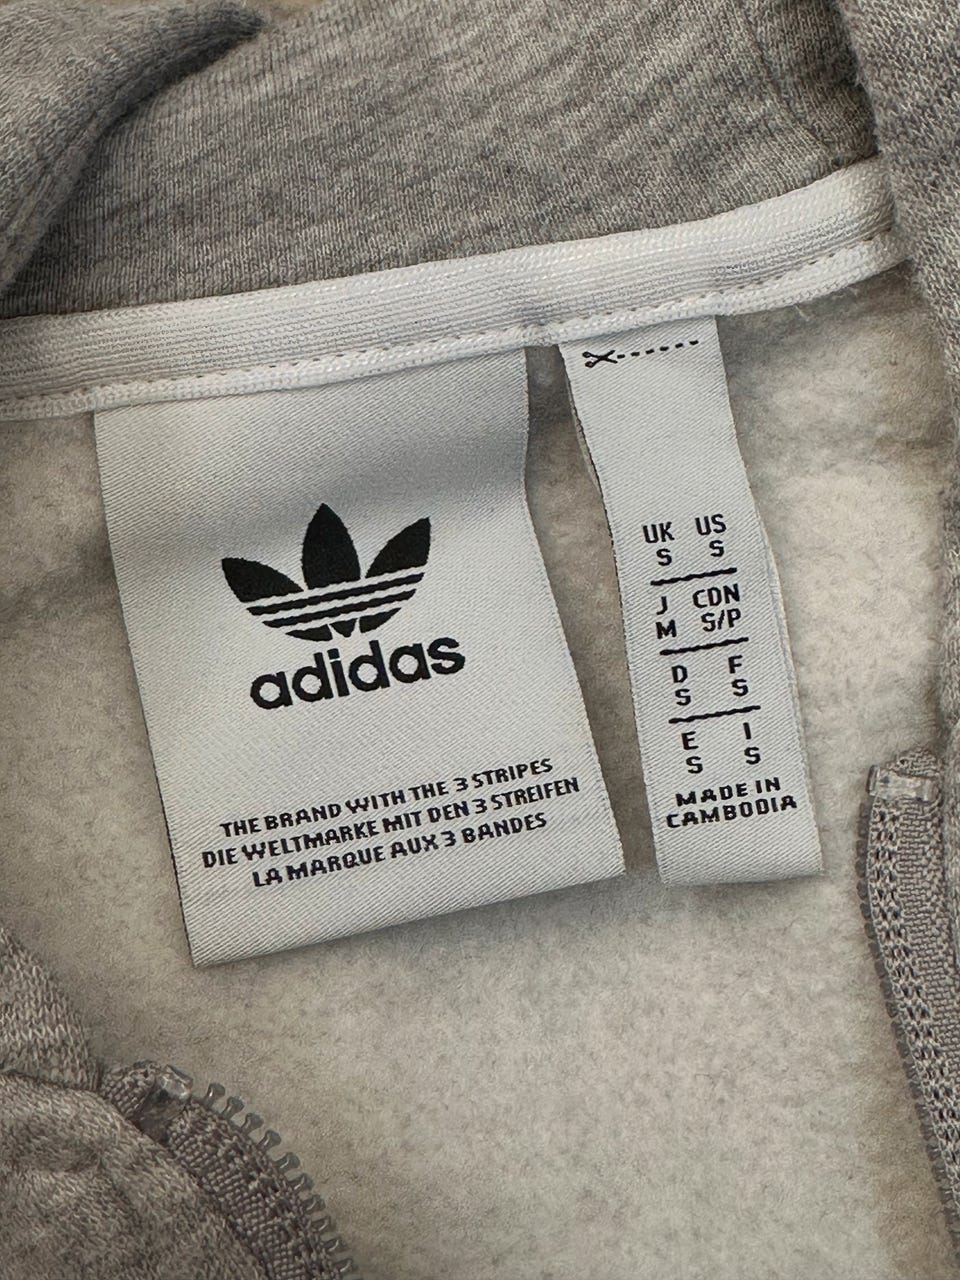 adidas
THE BRAND WITH THE 3 STRIPES
DIE WELTMARKE MIT DEN 3 STREIFEN
LA MARQUE AUX 3 BANDES
UK US
S S
J CDN
M S/P
D F
S S
E I
S S
MADE IN
CAMBODIA